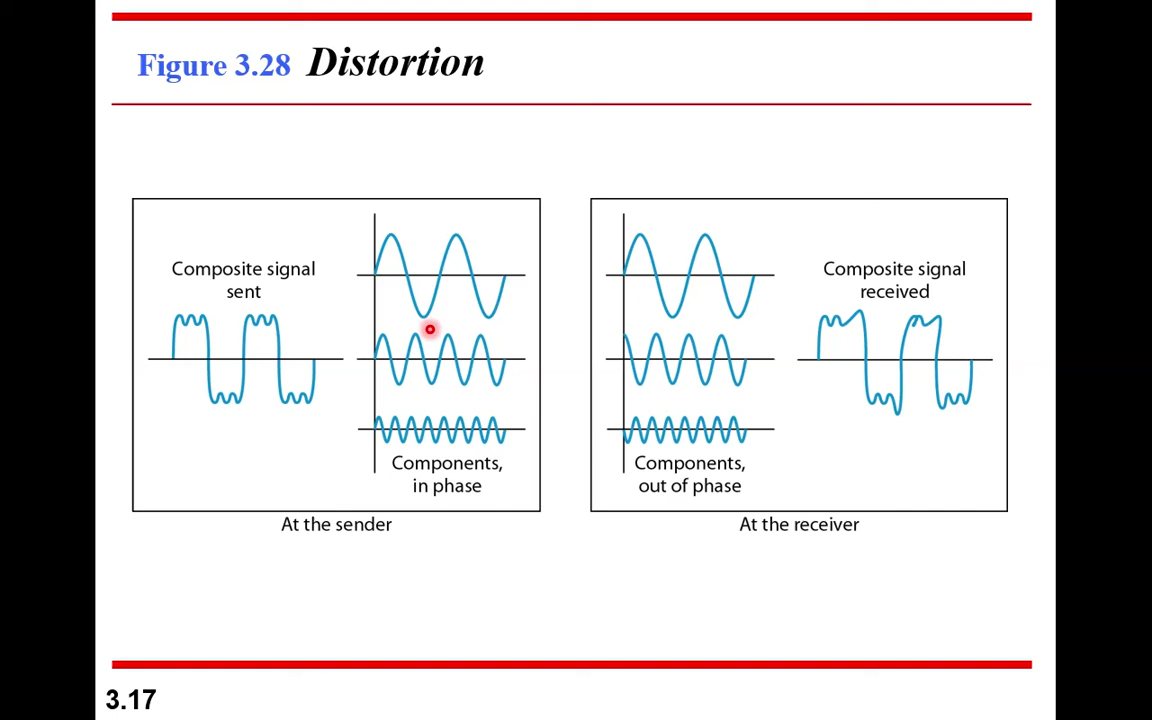 Figure 3.28 Distortion
Composite signal
sent
Components,
in phase
At the sender
Composite signal
received
Components,
out of phase
At the receiver
3.17